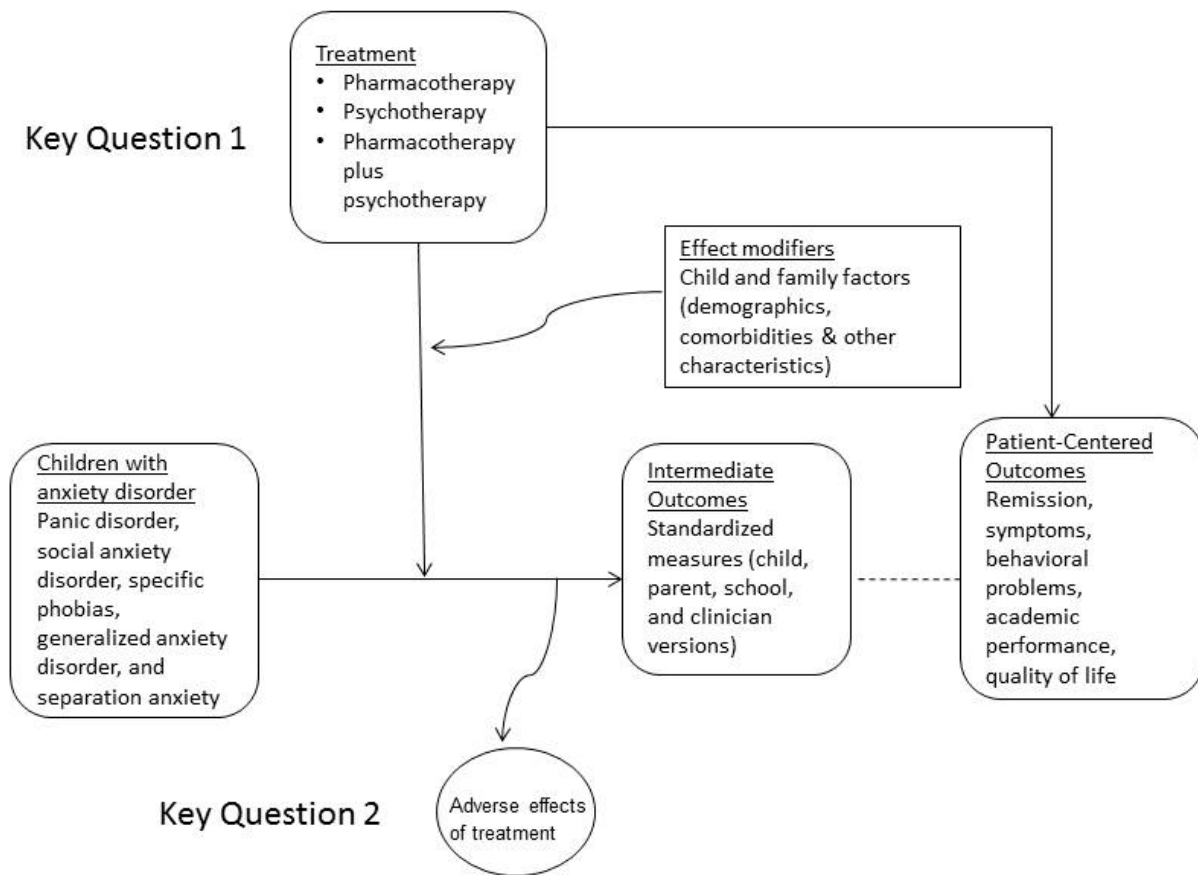 Treatment
• Pharmacotherapy
• Psychotherapy
• Pharmacotherapy
plus
psychotherapy
Key Question 1
Effect modifiers
Child and family factors
(demographics,
comorbidities & other
characteristics)
Children with
anxiety disorder
Panic disorder,
social anxiety
disorder, specific
phobias,
generalized anxiety
disorder, and
separation anxiety
Intermediate
Outcomes
Standardized
measures (child,
parent, school,
and clinician
versions)
Patient-Centered
Outcomes
Remission,
symptoms,
behavioral
problems,
academic
performance,
quality of life
Key Question 2
Adverse effects
of treatment